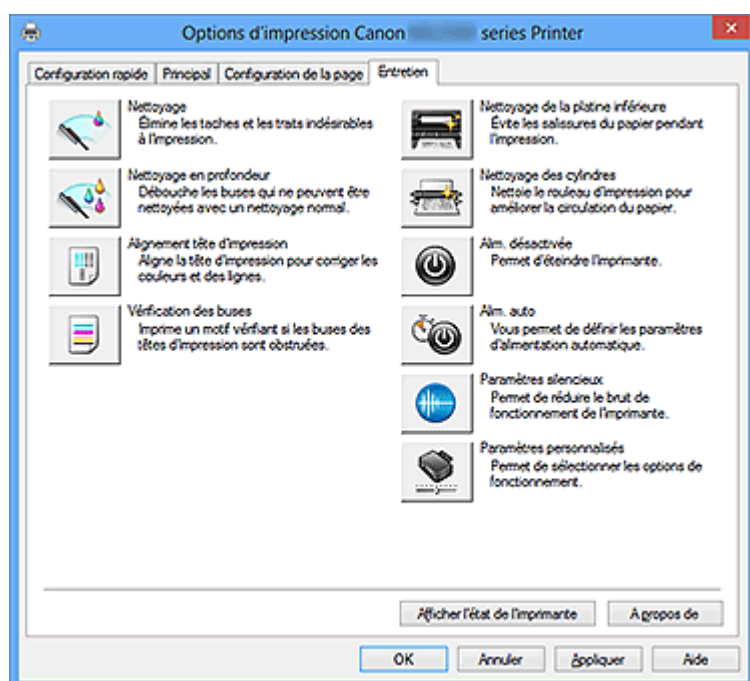 Options d'impression Canon series Printer
Configuration rapide Principal Configuration de la page Entretien
Nettoyage
Élimine les taches et les traits indésirables
à l'impression.
Nettoyage en profondeur
Débouche les buses qui ne peuvent être
nettoyées avec un nettoyage normal.
Alignement tête d'impression
Aligne la tête d'impression pour corriger les
couleurs et des lignes.
Vérification des buses
Imprime un motif vérifiant si les buses des
têtes d'impression sont obstruées.
Nettoyage de la platine inférieure
Évite les salissures du papier pendant
l'impression.
Nettoyage des cylindres
Nettoie le rouleau d'impression pour
améliorer la circulation du papier.
Alim. désactivée
Permet d'éteindre l'imprimante.
Alim. auto
Vous permet de définir les paramètres
d'alimentation automatique.
Paramètres silencieux
Permet de réduire le bruit de
fonctionnement de l'imprimante.
Paramètres personnalisés
Permet de sélectionner les options de
fonctionnement.
Afficher l'état de l'imprimante A propos de
OK Annuler Appliquer Aide